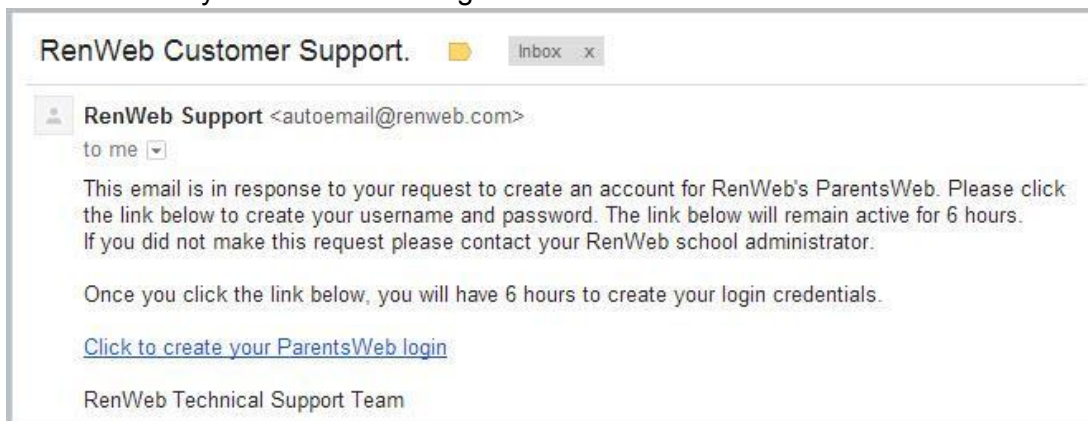 RenWeb Customer Support.
Inbox x
RenWeb Support <autoemail@renweb.com>
to me
This email is in response to your request to create an account for RenWeb's ParentsWeb. Please click
the link below to create your username and password. The link below will remain active for 6 hours.
If you did not make this request please contact your RenWeb school administrator.
Once you click the link below, you will have 6 hours to create your login credentials.
Click to create your ParentsWeb login
RenWeb Technical Support Team